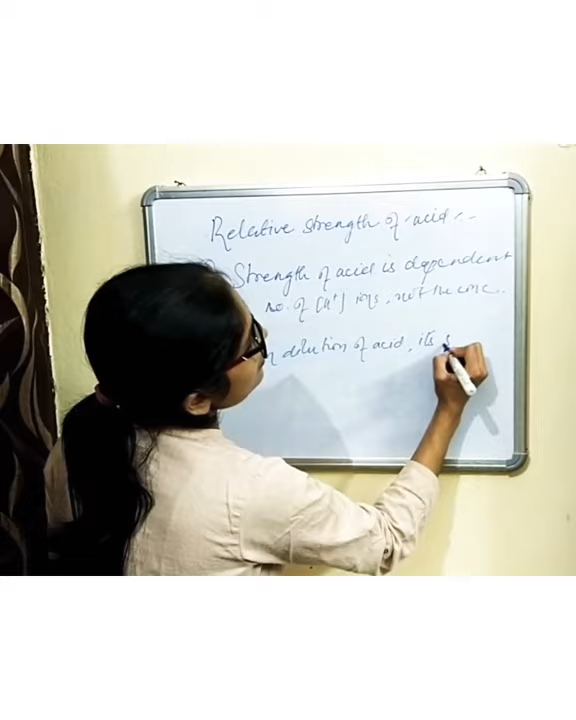 Relative strength of acid :-
Strength of acid is dependent
no. of [H⁺] ions, not the conc.
n dilution of acid, its s